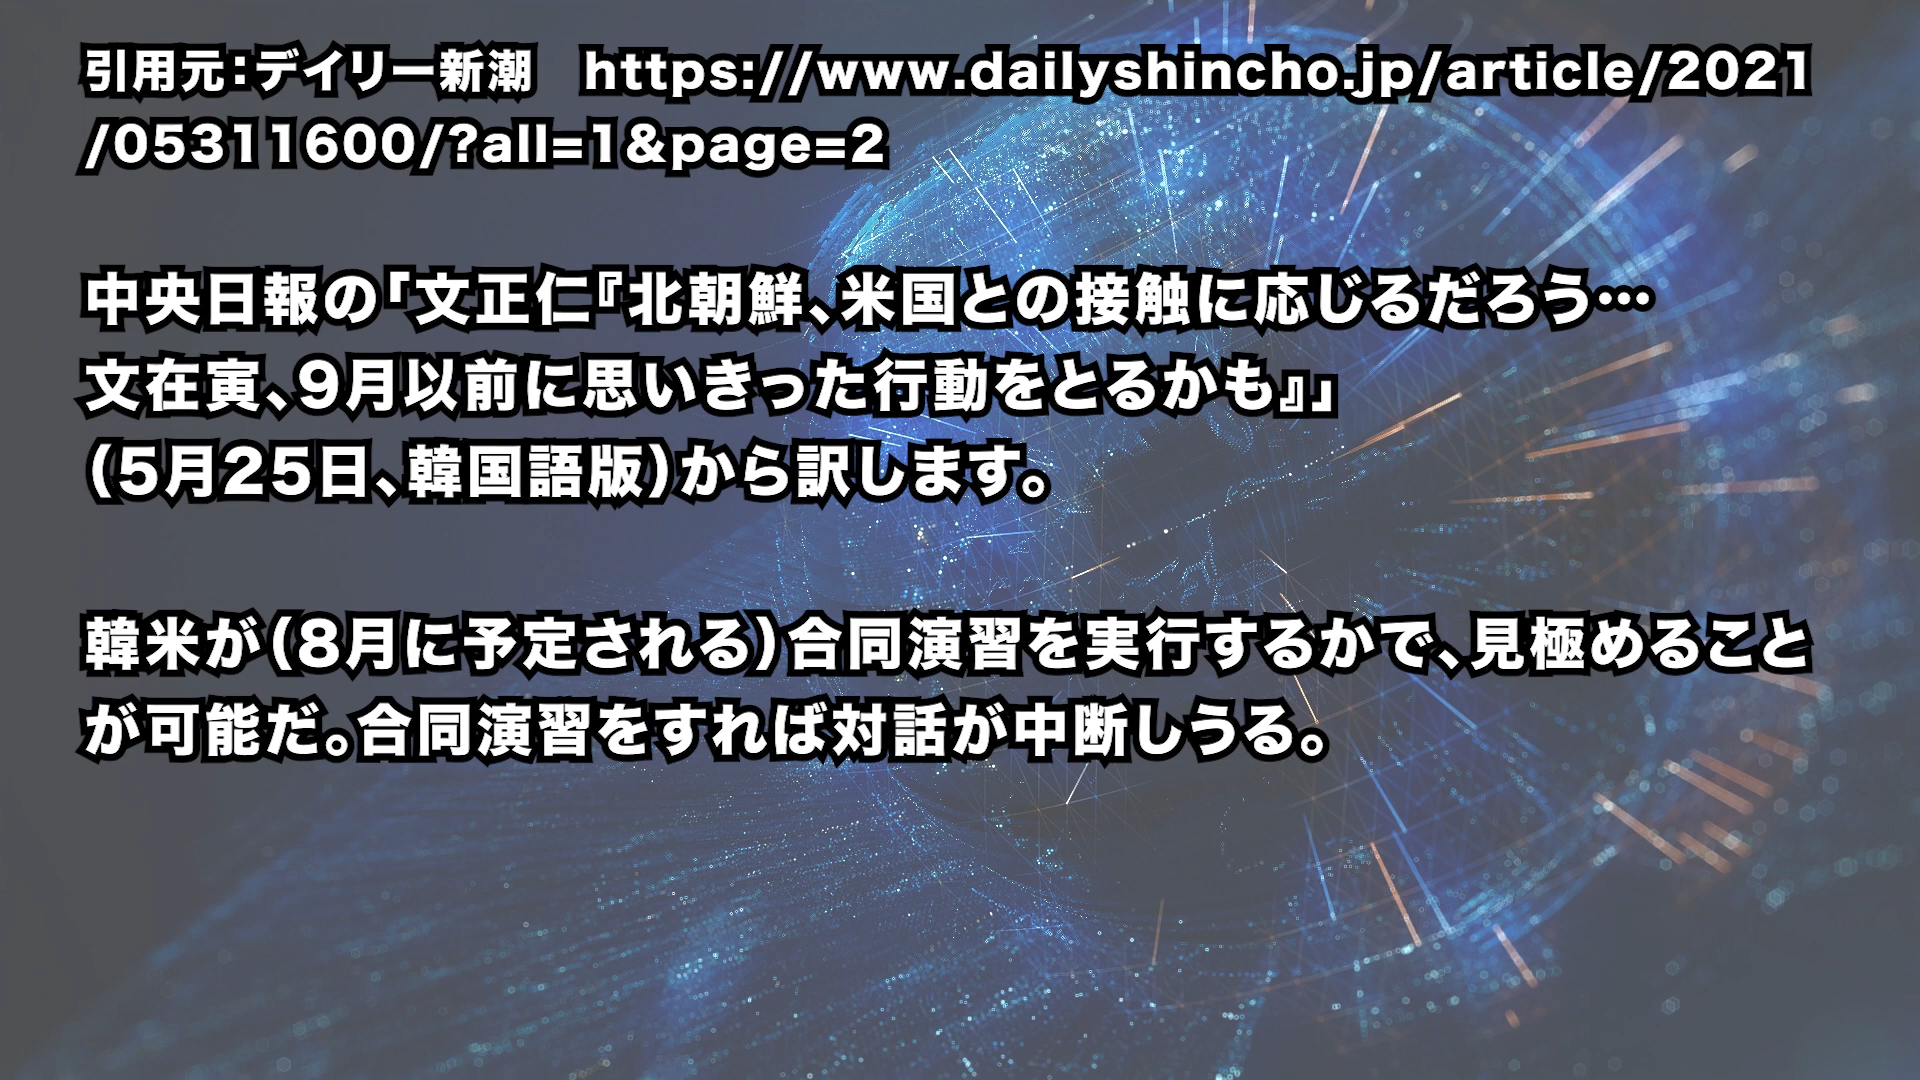 引用元：デイリー新潮　https://www.dailyshincho.jp/article/2021
/05311600/?all=1&page=2
中央日報の「文正仁『北朝鮮、米国との接触に応じるだろう…
文在寅、9月以前に思いきった行動をとるかも』」
（5月25日、韓国語版）から訳します。
韓米が（8月に予定される）合同演習を実行するかで、見極めること
が可能だ。合同演習をすれば対話が中断しうる。